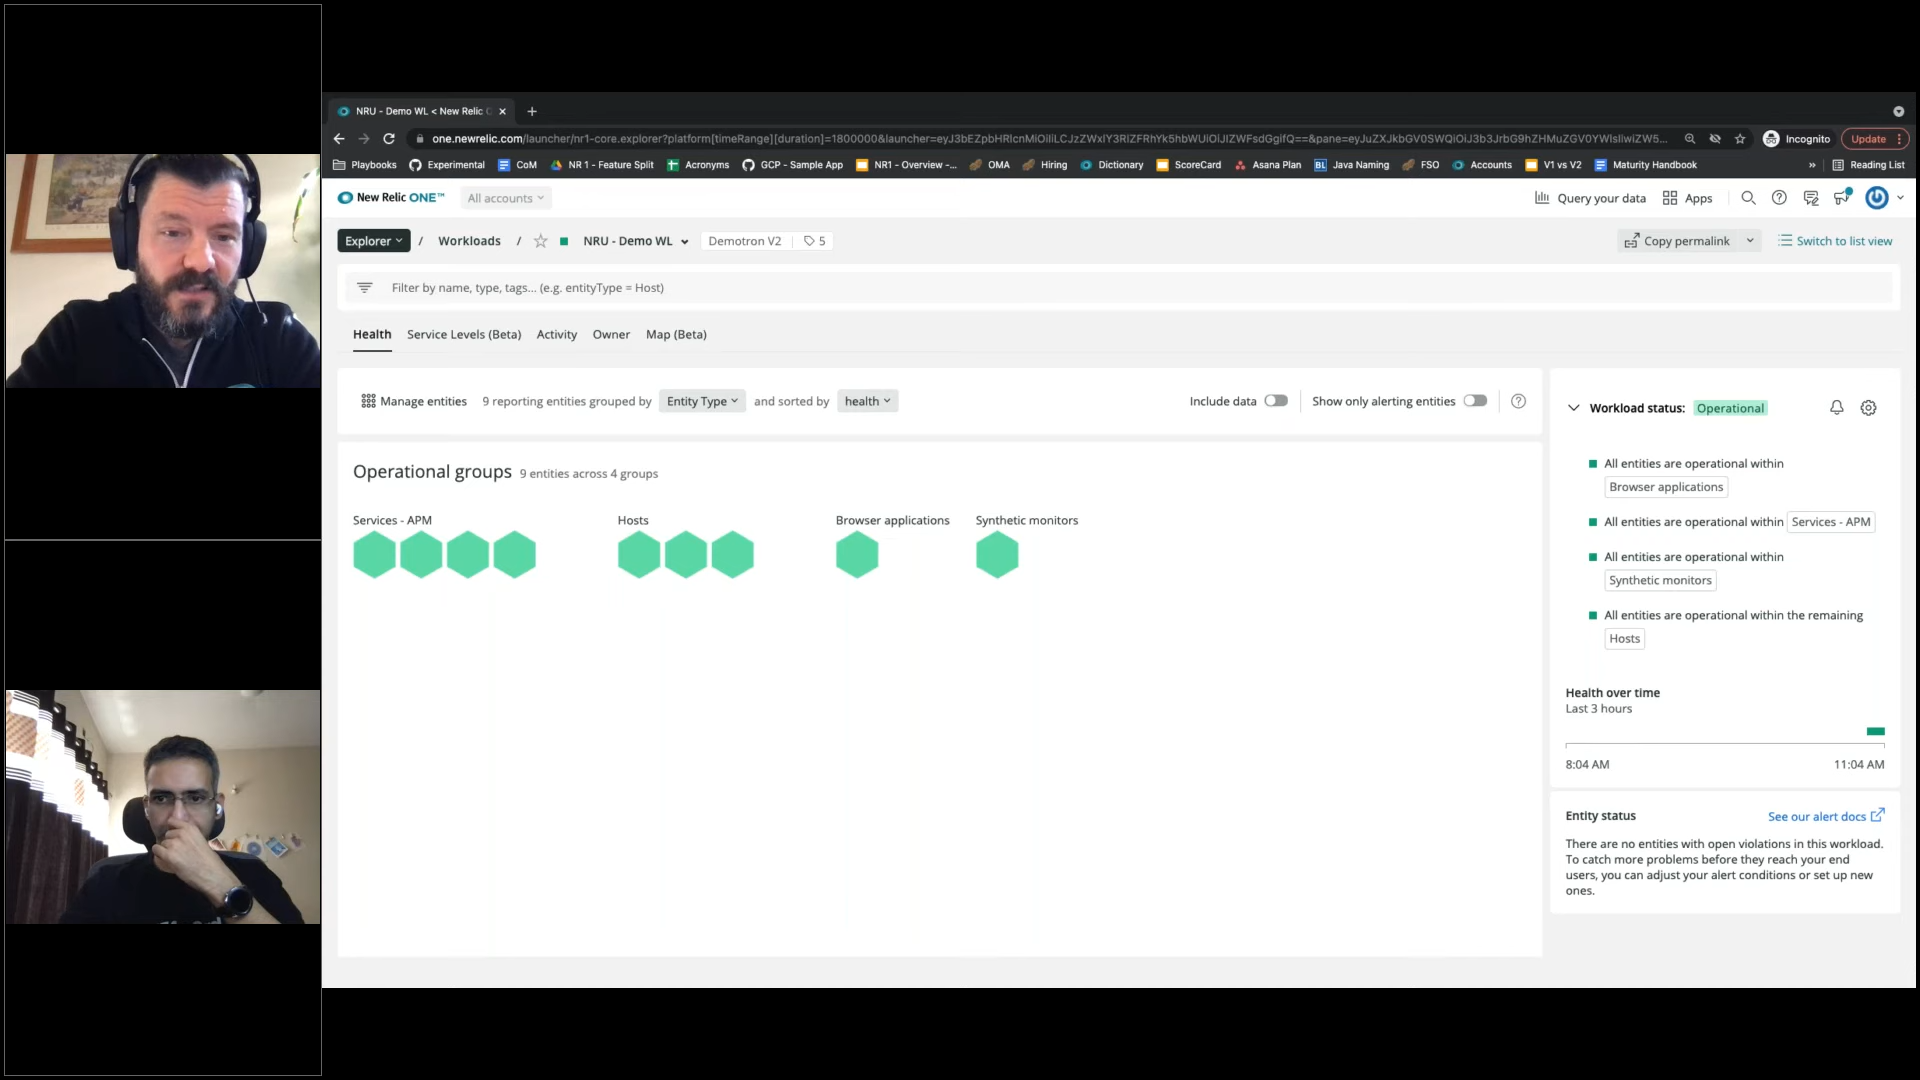 NRU - Demo WL < New Relic
one.newrelic.com/launcher/nr1-core.explorer?platform[timeRange][duration]=1800000&launcher=
Incognito
Update
Playbooks
Experimental
CoM
NR 1 - Feature Split
Acronyms
GCP - Sample App
NR1 - Overview -...
OMA
Hiring
Dictionary
ScoreCard
Asana Plan
BL Java Naming
FSO
Accounts
V1 vs V2
Maturity Handbook
»
Reading List
New Relic ONE™
All accounts
Query your data
Apps
Explorer / Workloads / NRU - Demo WL
Demotron V2
5
Copy permalink
Switch to list view
Filter by name, type, tags... (e.g. entityType = Host)
Health
Service Levels (Beta)
Activity
Owner
Map (Beta)
Manage entities
9 reporting entities grouped by Entity Type and sorted by health
Include data
Show only alerting entities
Operational groups 9 entities across 4 groups
Services - APM
Hosts
Browser applications
Synthetic monitors
Workload status: Operational
All entities are operational within
Browser applications
All entities are operational within Services - APM
All entities are operational within
Synthetic monitors
All entities are operational within the remaining
Hosts
Health over time
Last 3 hours
8:04 AM
11:04 AM
Entity status
See our alert docs
There are no entities with open violations in this workload.
To catch more problems before they reach your end
users, you can adjust your alert conditions or set up new
ones.